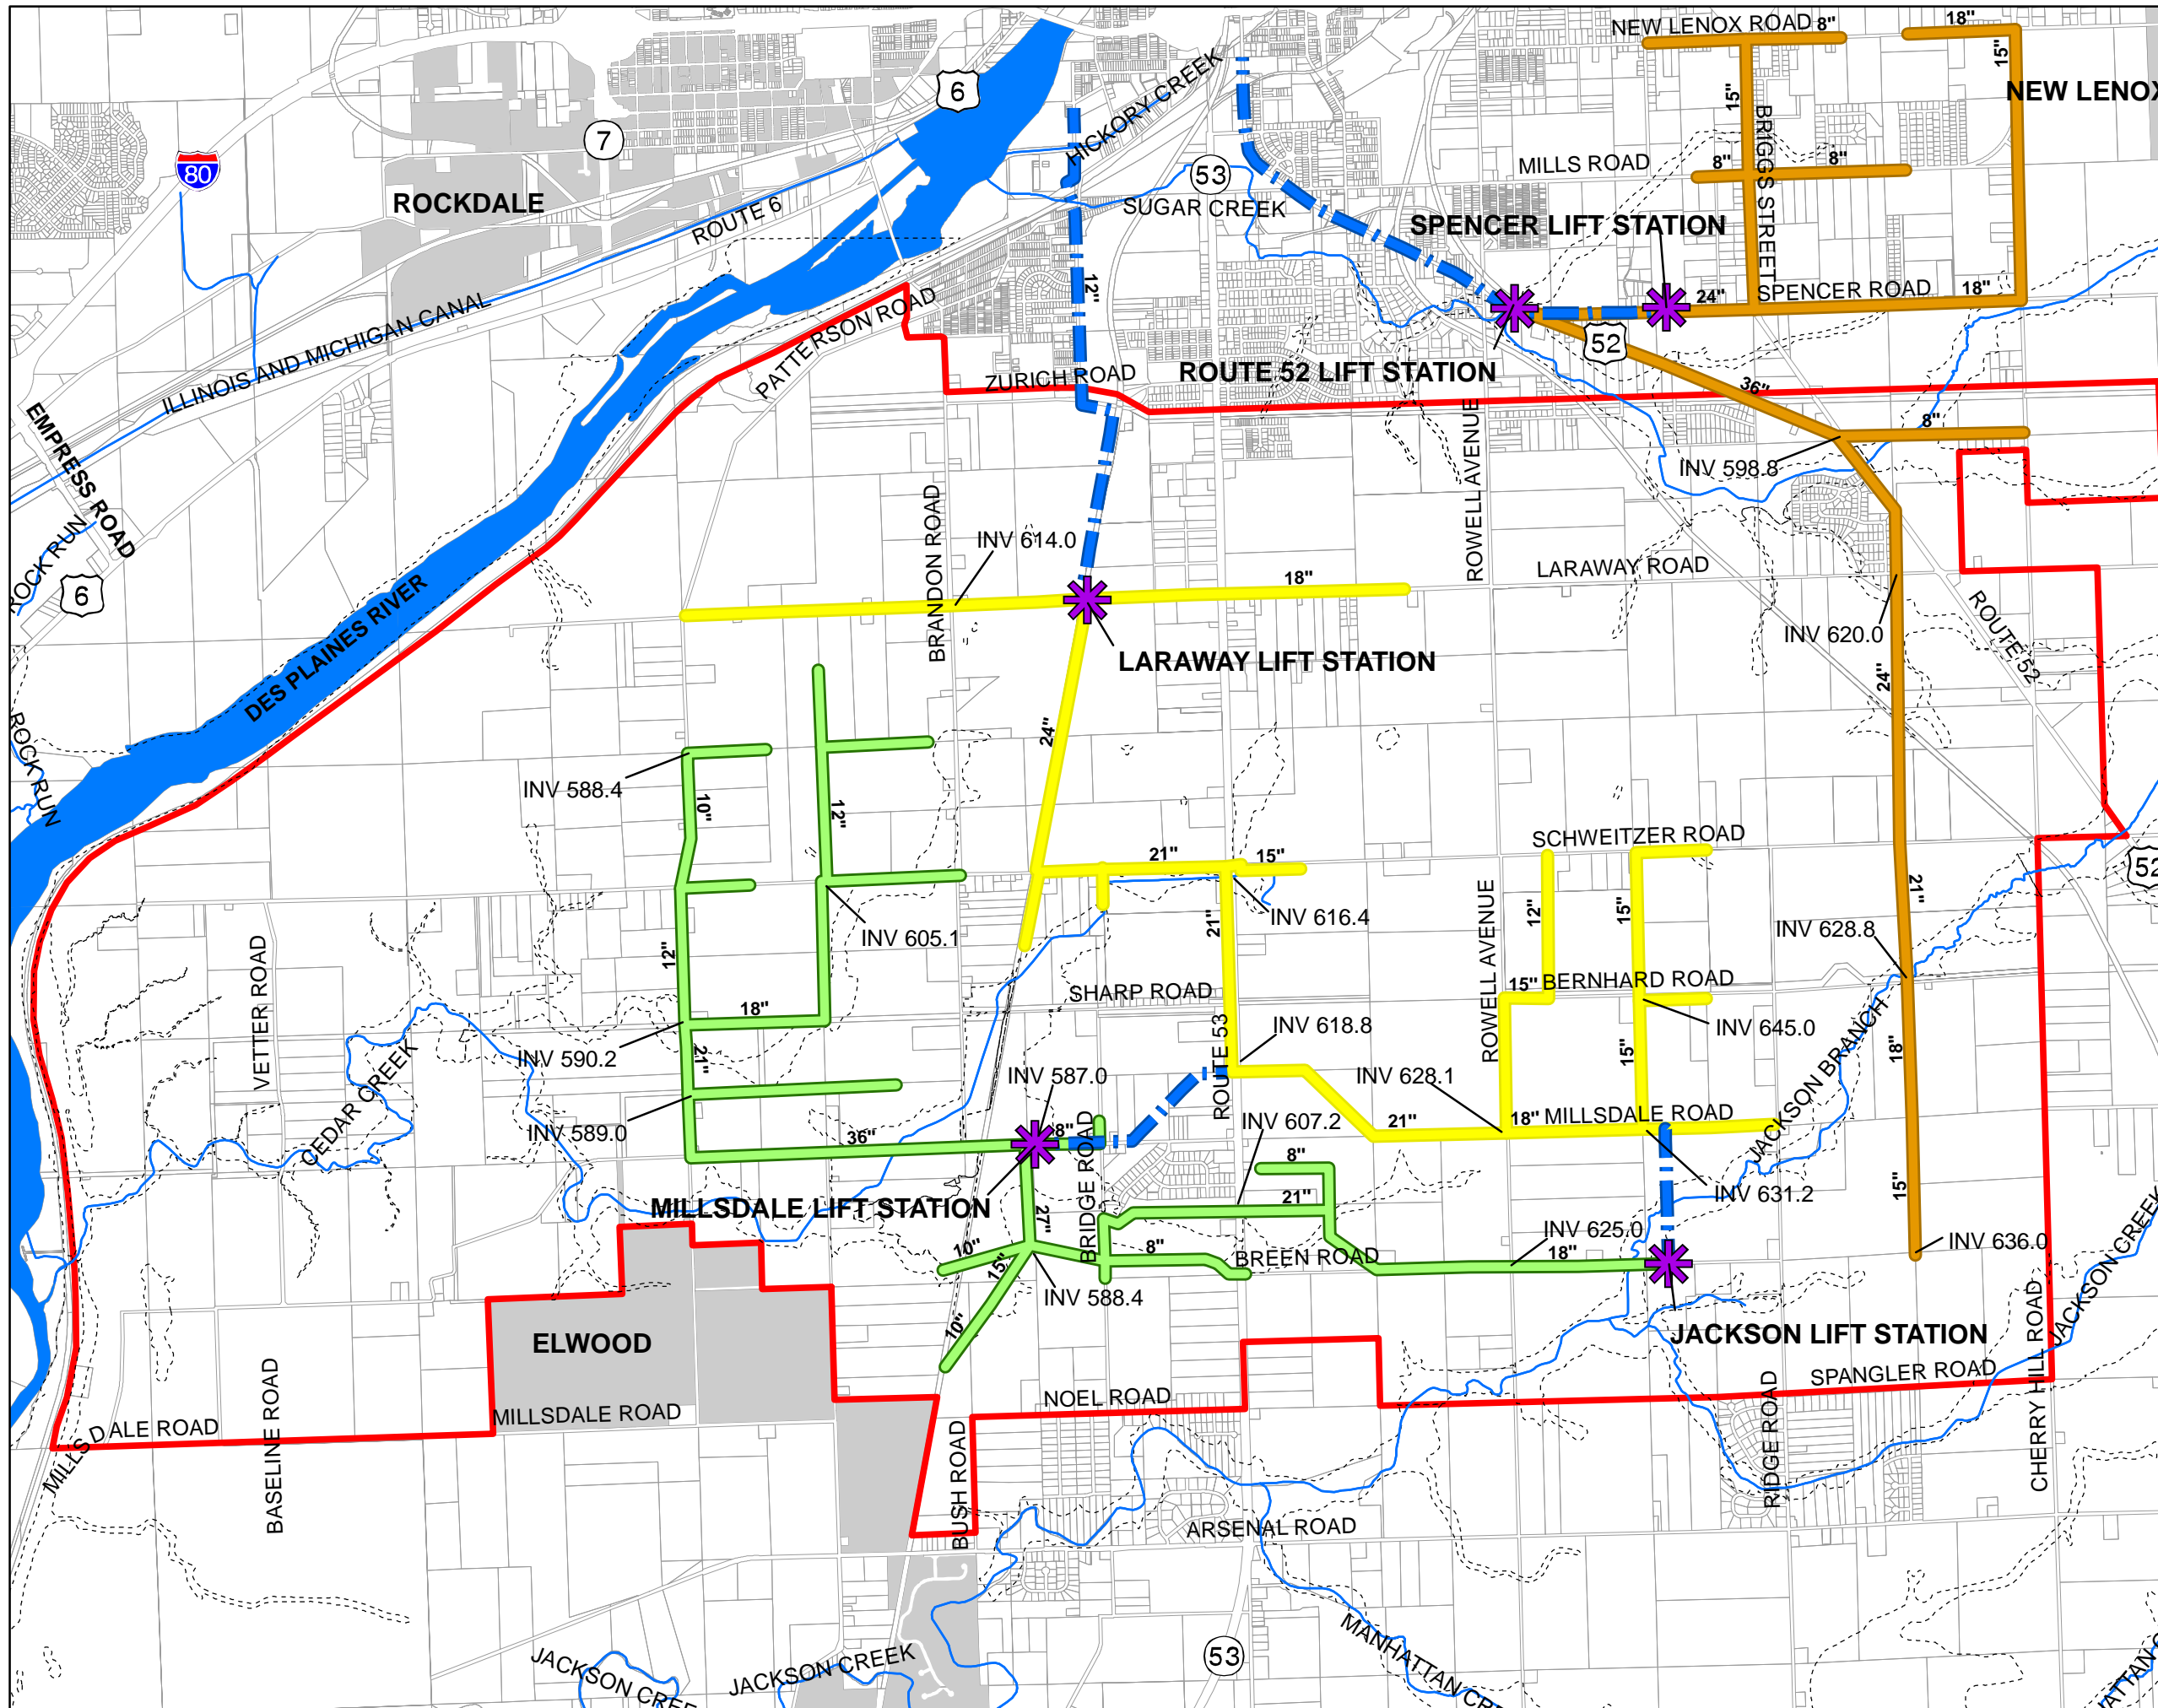 NEW LENOX ROAD 8"
18"
15"
NEW LENOX
6
HICKORY CREEK
7
15"
BRIGGS STREET
80
MILLS ROAD
8"
8"
53
ROCKDALE
SUGAR CREEK
ROUTE 6
SPENCER LIFT STATION
12"
24"
SPENCER ROAD
18"
ILLINOIS AND MICHIGAN CANAL
PATTERSON ROAD
52
ZURICH ROAD
ROUTE 52 LIFT STATION
36"
EMPRESS ROAD
ROWELL AVENUE
8"
INV 598.8
BRANDON ROAD
INV 614.0
ROCK RUN
6
18"
LARAWAY ROAD
DES PLAINES RIVER
ROUTE 52
INV 620.0
LARAWAY LIFT STATION
24"
24"
ROCK RUN
INV 588.4
10"
12"
SCHWEITZER ROAD
21"
15"
52
21"
12"
15"
21"
INV 616.4
ROWELL AVENUE
INV 605.1
INV 628.8
VETTER ROAD
12"
15"
BERNHARD ROAD
SHARP ROAD
18"
ROUTE 53
INV 618.8
INV 645.0
JACKSON BRANCH
CEDAR CREEK
INV 590.2
21"
15"
18"
INV 587.0
INV 628.1
INV 589.0
36"
8"
BRIDGE ROAD
INV 607.2
21"
18"
MILLSDALE ROAD
8"
15"
INV 631.2
MILLSDALE LIFT STATION
21"
27"
INV 625.0
10"
8"
BREEN ROAD
18"
INV 636.0
15"
INV 588.4
JACKSON CREEK
10"
ELWOOD
JACKSON LIFT STATION
CHERRY HILL ROAD
SPANGLER ROAD
NOEL ROAD
MILLSDALE ROAD
MILLSDALE ROAD
BASELINE ROAD
BUSH ROAD
RIDGE ROAD
ARSENAL ROAD
53
MANHATTAN CRE
JACKSON CREE
JACKSON CREEK
ATTAN C